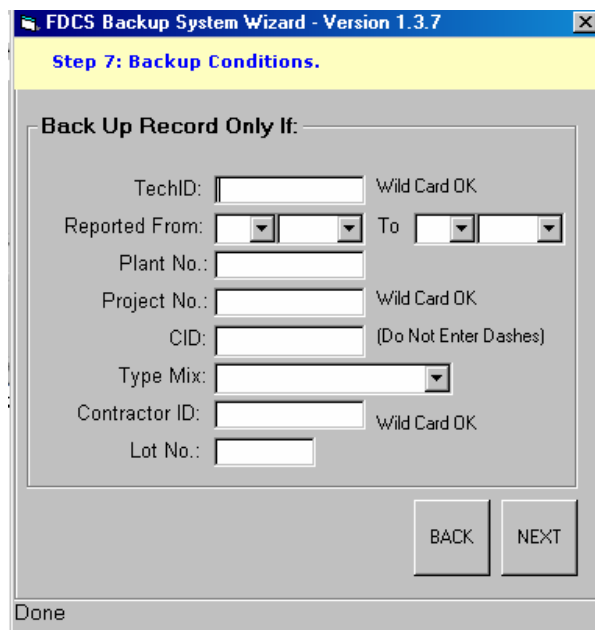 FDCS Backup System Wizard - Version 1.3.7
Step 7: Backup Conditions.
Back Up Record Only If:
TechID: Wild Card OK
Reported From: To
Plant No.:
Project No.: Wild Card OK
CID: (Do Not Enter Dashes)
Type Mix:
Contractor ID: Wild Card OK
Lot No.:
BACK NEXT
Done